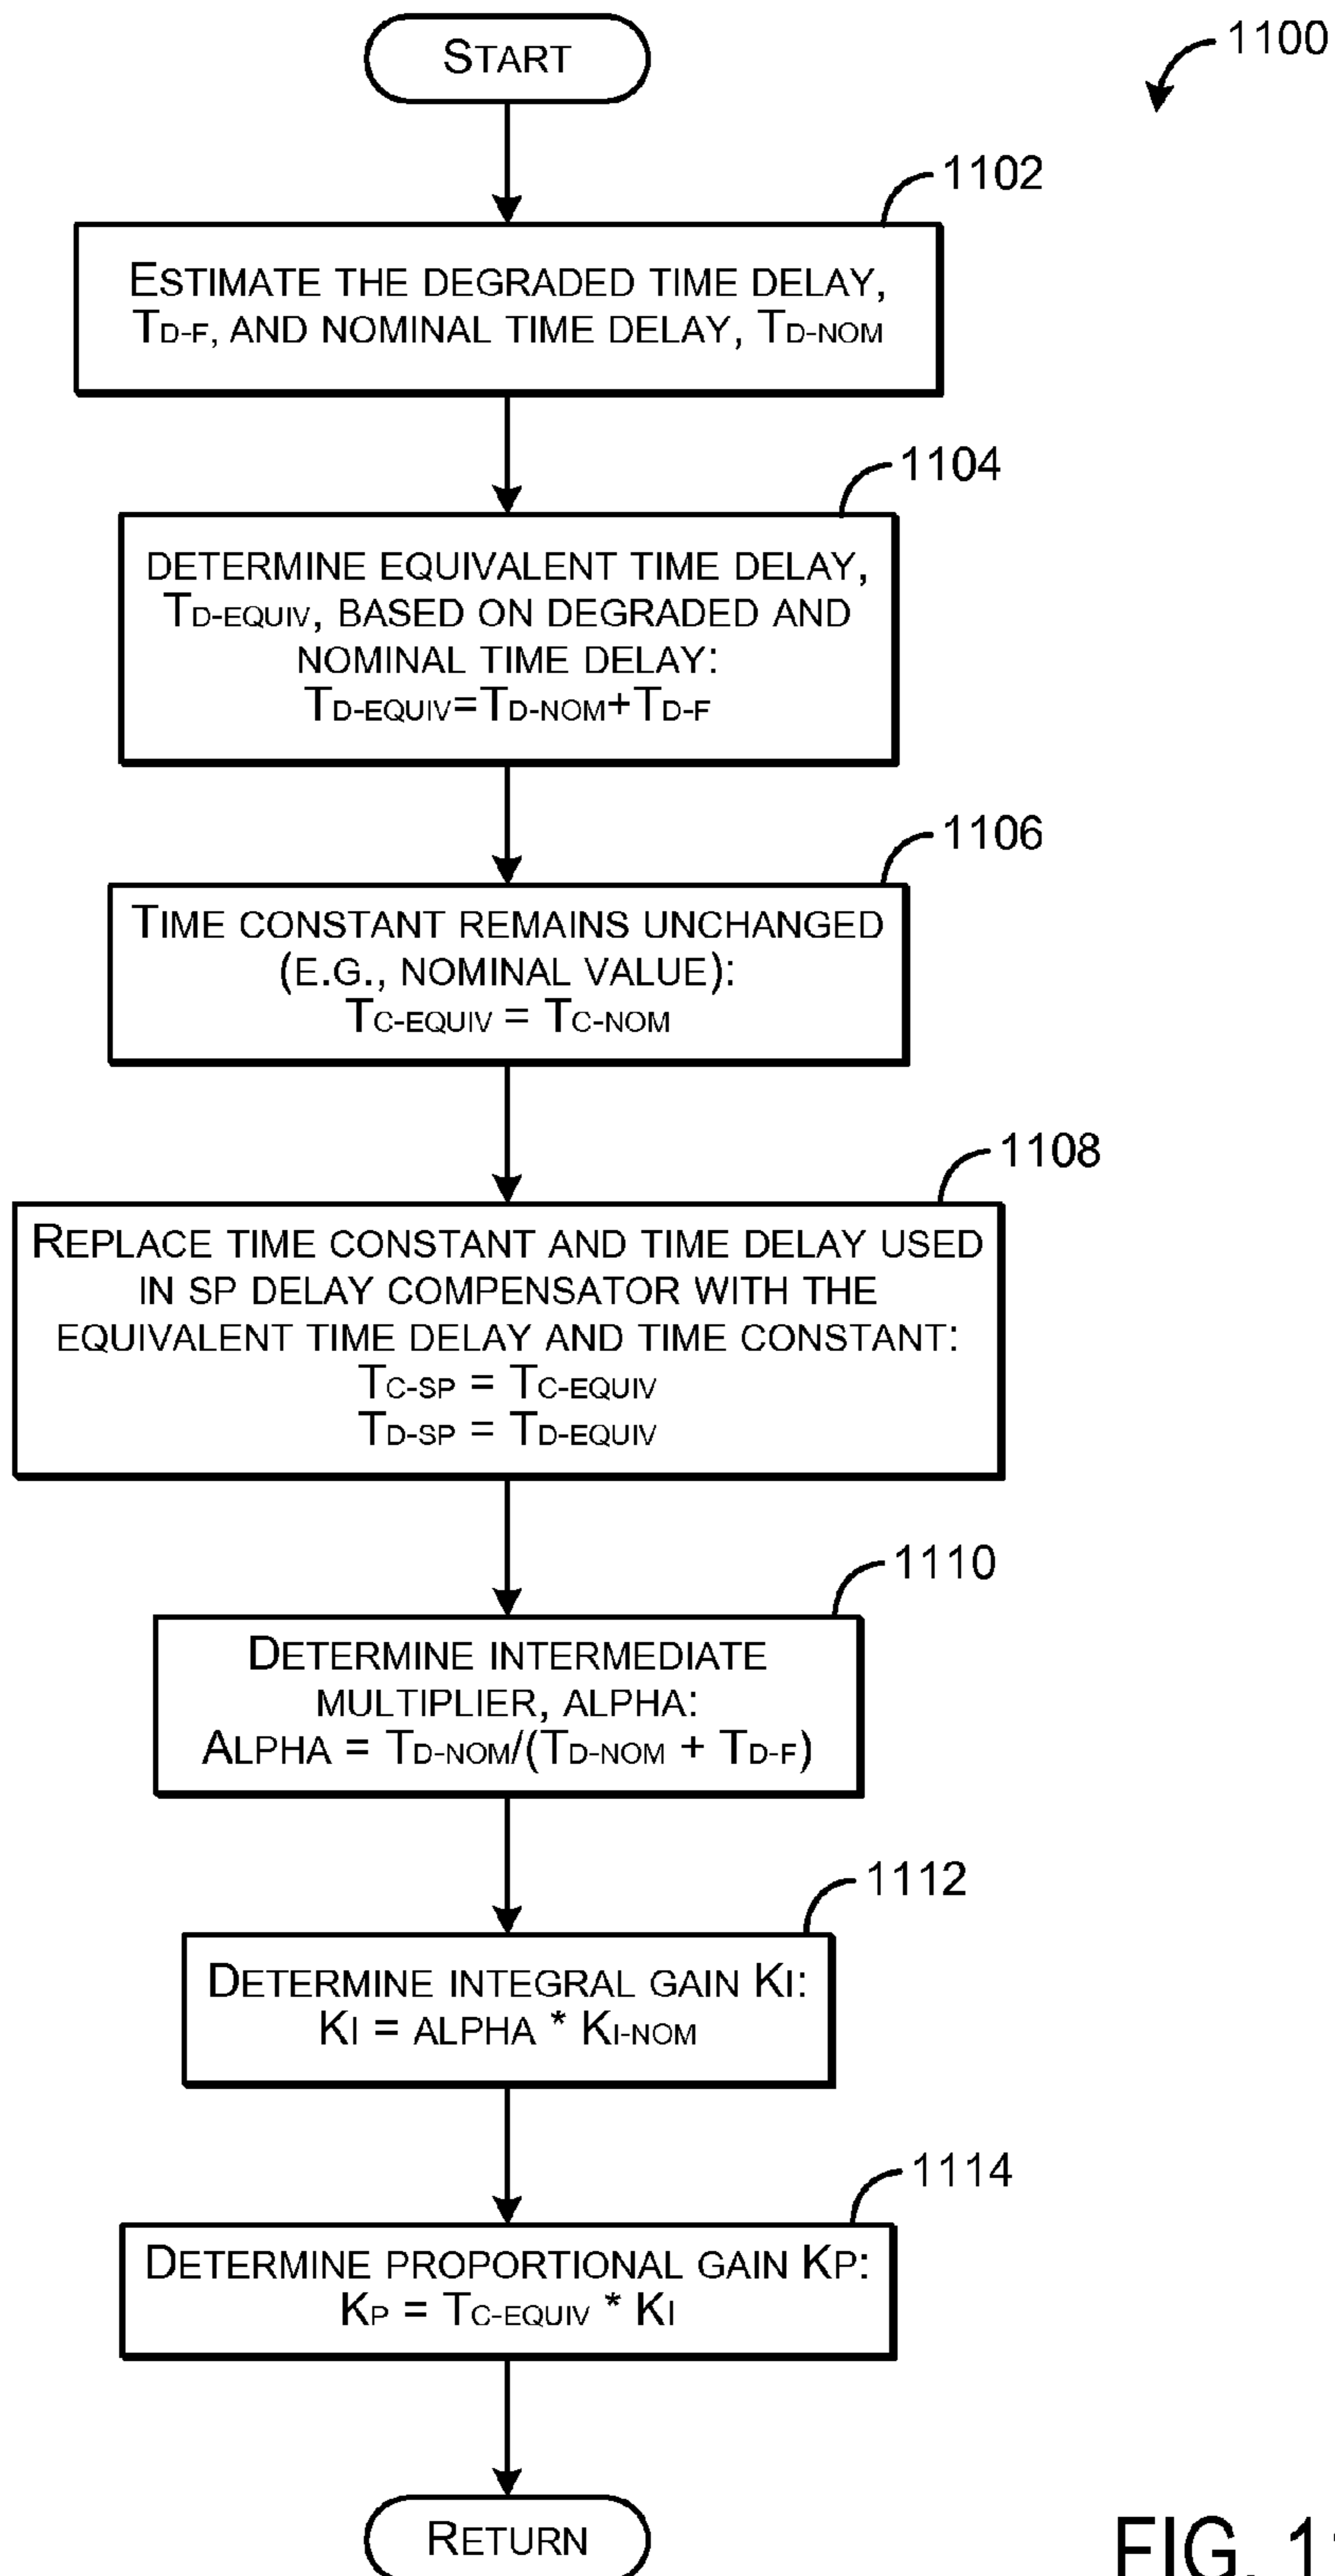 START
1100
1102
ESTIMATE THE DEGRADED TIME DELAY,
TD-F, AND NOMINAL TIME DELAY, TD-NOM
1104
DETERMINE EQUIVALENT TIME DELAY,
TD-EQUIV, BASED ON DEGRADED AND
NOMINAL TIME DELAY:
TD-EQUIV=TD-NOM+TD-F
1106
TIME CONSTANT REMAINS UNCHANGED
(E.G., NOMINAL VALUE):
TC-EQUIV = TC-NOM
1108
REPLACE TIME CONSTANT AND TIME DELAY USED
IN SP DELAY COMPENSATOR WITH THE
EQUIVALENT TIME DELAY AND TIME CONSTANT:
TC-SP = TC-EQUIV
TD-SP = TD-EQUIV
1110
DETERMINE INTERMEDIATE
MULTIPLIER, ALPHA:
ALPHA = TD-NOM/(TD-NOM + TD-F)
1112
DETERMINE INTEGRAL GAIN KI:
KI = ALPHA * KI-NOM
1114
DETERMINE PROPORTIONAL GAIN KP:
KP = TC-EQUIV * KI
RETURN
FIG. 11